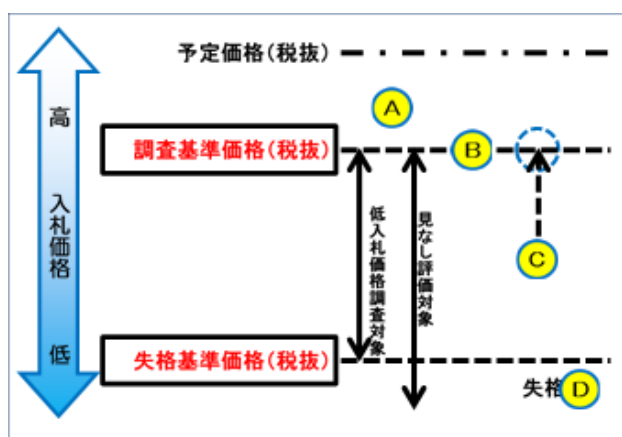 予定価格(税抜)
高
入札価格
低
調査基準価格(税抜)
A
B
C
低入札価格調査対象
見なし評価対象
失格基準価格(税抜)
失格
D